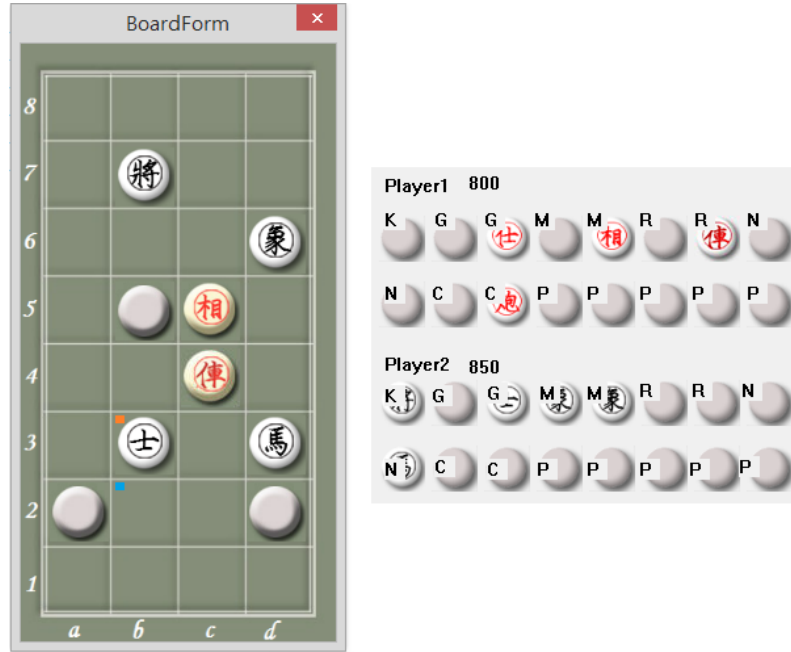 BoardForm
8
7 將
6 象
5 相
4 俥
3 士 馬
2
1
a b c d
Player1 800
K G G 仕 M M 相 R R 俥 N
N C C P P P P P
Player2 850
K G G M M R R N
N C C P P P P P